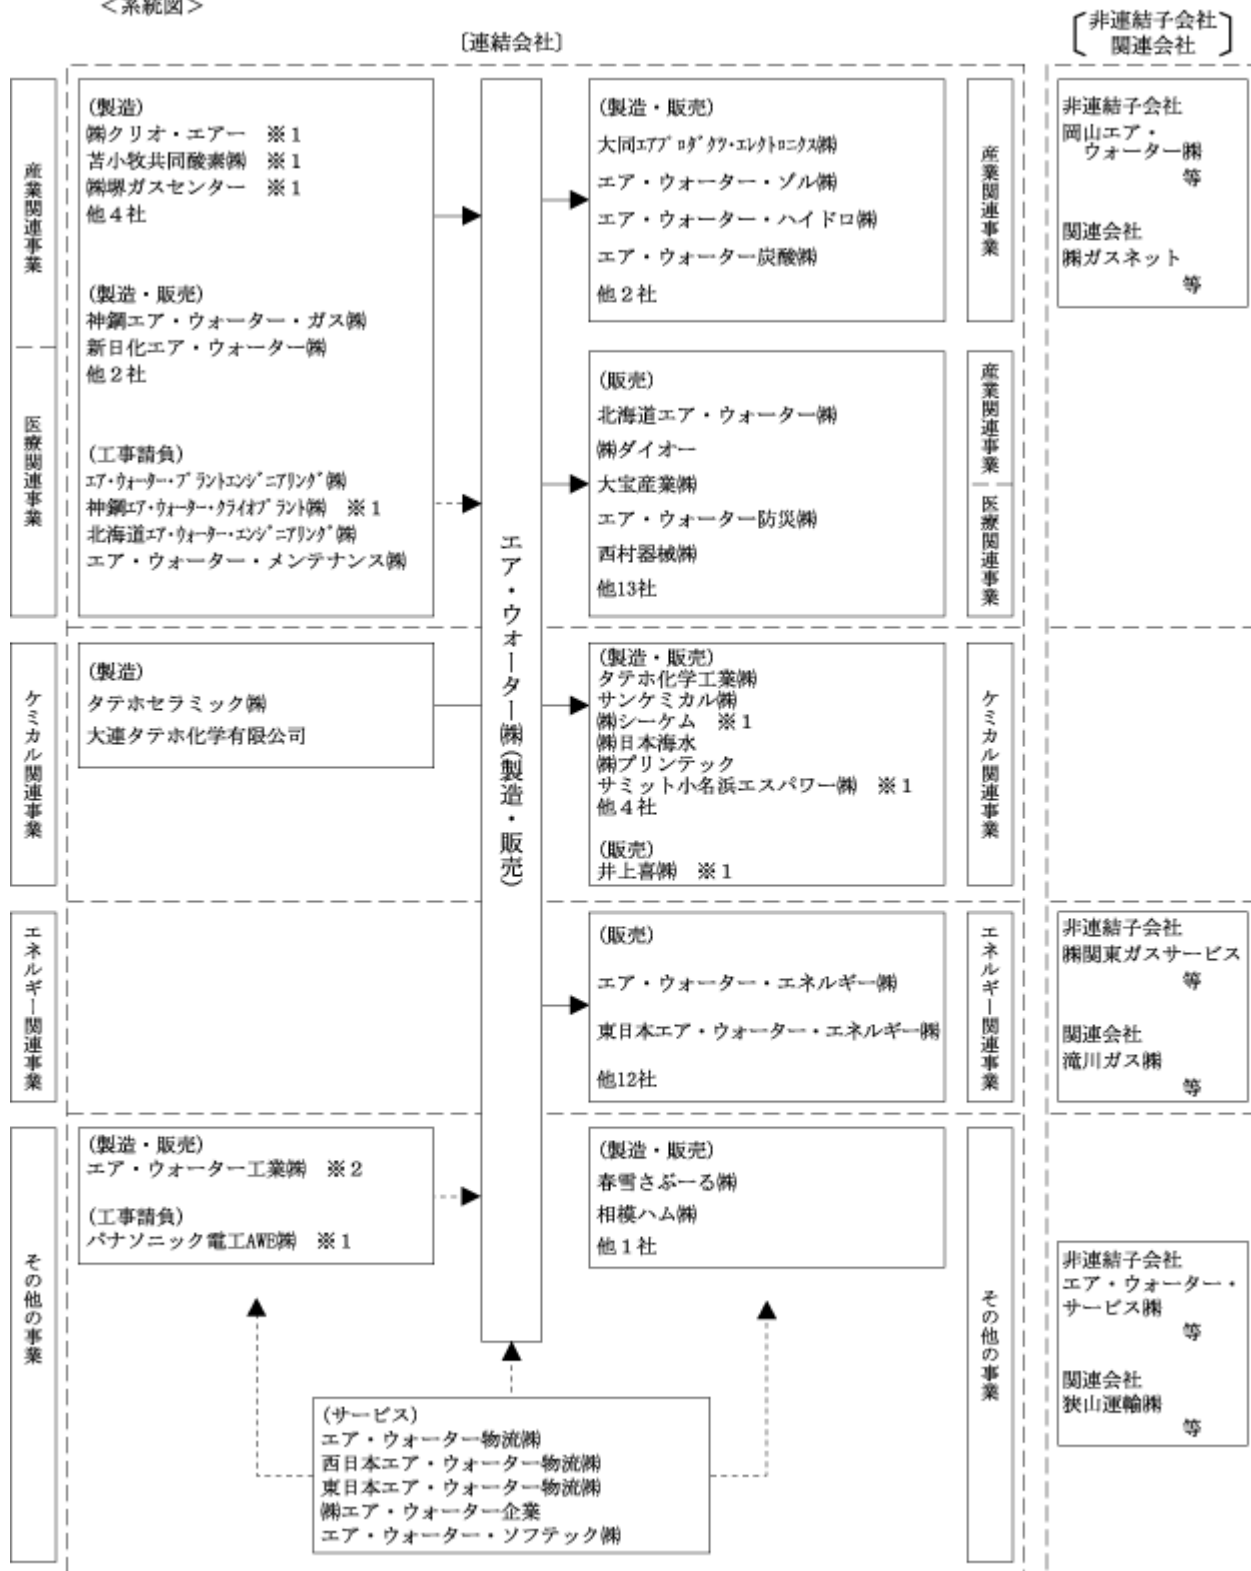 ＜系統図＞
〔連結会社〕
非連結子会社
関連会社
産業関連事業
医療関連事業
(製造)
㈱クリオ・エアー　※１
苫小牧共同酸素㈱　※１
㈱堺ガスセンター　※１
他４社
(製造・販売)
神鋼エア・ウォーター・ガス㈱
新日化エア・ウォーター㈱
他２社
(工事請負)
ｴｱ･ｳｫｰﾀｰ･ﾌﾟﾗﾝﾄｴﾝｼﾞﾆｱﾘﾝｸﾞ㈱
神鋼ｴｱ･ｳｫｰﾀｰ･ｸﾗｲｵﾌﾟﾗﾝﾄ㈱　※１
北海道ｴｱ･ｳｫｰﾀｰ･ｴﾝｼﾞﾆｱﾘﾝｸﾞ㈱
エア・ウォーター・メンテナンス㈱
エア・ウォーター㈱(製造・販売)
(製造・販売)
大同ｴｱﾌﾟﾛﾀﾞｸﾂ･ｴﾚｸﾄﾛﾆｸｽ㈱
エア・ウォーター・ゾル㈱
エア・ウォーター・ハイドロ㈱
エア・ウォーター炭酸㈱
他２社
産業関連事業
非連結子会社
岡山エア・
ウォーター㈱
等
関連会社
㈱ガスネット
等
(販売)
北海道エア・ウォーター㈱
㈱ダイオー
大宝産業㈱
エア・ウォーター防災㈱
西村器械㈱
他13社
産業関連事業
医療関連事業
ケミカル関連事業
(製造)
タテホセラミック㈱
大連タテホ化学有限公司
(製造・販売)
タテホ化学工業㈱
サンケミカル㈱
㈱シーケム　※１
㈱日本海水
㈱プリンテック
サミット小名浜エスパワー㈱　※１
他４社
(販売)
井上喜㈱　※１
ケミカル関連事業
エネルギー関連事業
(販売)
エア・ウォーター・エネルギー㈱
東日本エア・ウォーター・エネルギー㈱
他12社
エネルギー関連事業
非連結子会社
㈱関東ガスサービス
等
関連会社
滝川ガス㈱
等
その他の事業
(製造・販売)
エア・ウォーター工業㈱　※２
(工事請負)
パナソニック電工AWE㈱　※１
(製造・販売)
春雪さぶーる㈱
相模ハム㈱
他１社
その他の事業
非連結子会社
エア・ウォーター・
サービス㈱
等
関連会社
狭山運輸㈱
等
(サービス)
エア・ウォーター物流㈱
西日本エア・ウォーター物流㈱
東日本エア・ウォーター物流㈱
㈱エア・ウォーター企業
エア・ウォーター・ソフテック㈱